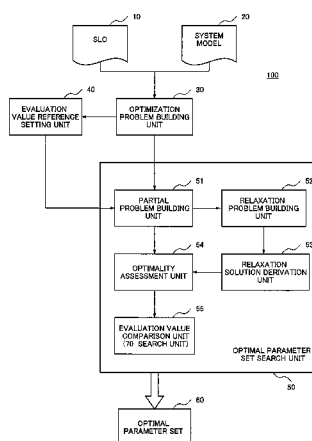 10
20
SLO
SYSTEM
MODEL
100
40
30
EVALUATION
VALUE REFERENCE
SETTING UNIT
OPTIMIZATION
PROBLEM BUILDING
UNIT
51
52
PARTIAL
PROBLEM BUILDING
UNIT
RELAXATION
PROBLEM BUILDING
UNIT
54
53
OPTIMALITY
ASSESSMENT UNIT
RELAXATION
SOLUTION DERIVATION
UNIT
55
EVALUATION VALUE
COMPARISON UNIT
(70 SEARCH UNIT)
OPTIMAL PARAMETER
SET SEARCH UNIT
50
60
OPTIMAL
PARAMETER SET